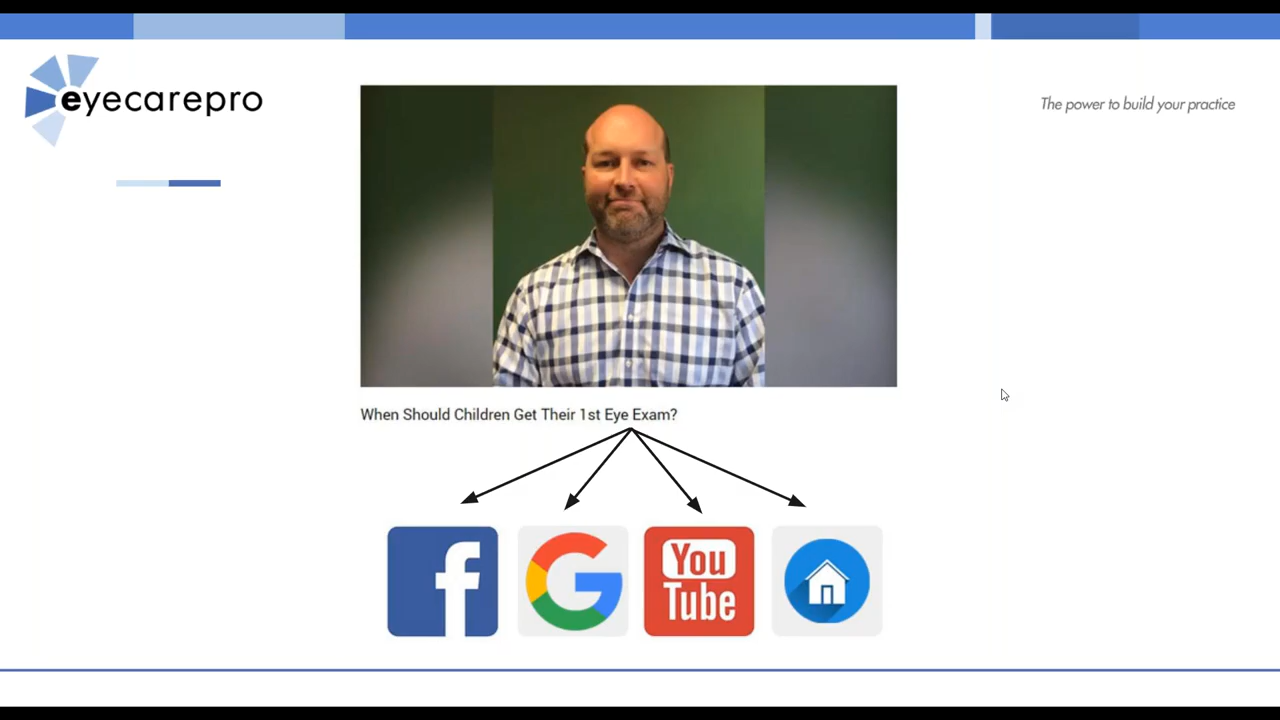 eyecarepro
The power to build your practice
When Should Children Get Their 1st Eye Exam?
f
G
You
Tube